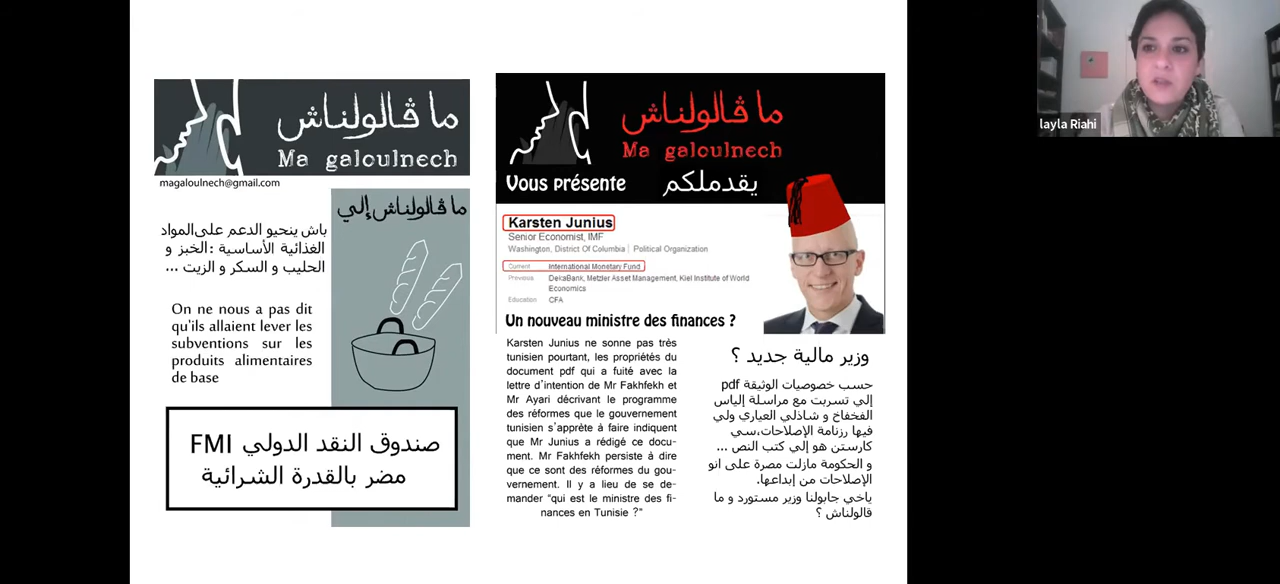 ما ڨالولناش
Ma galoulnech
magaloulnech@gmail.com
ما ڨالولناش إلي
باش ينحيو الدعم على المواد
الغذائية الأساسية : الخبز و
الحليب و السكر و الزيت ...
On ne nous a pas dit
qu'ils allaient lever les
subventions sur les
produits alimentaires
de base
صندوق النقد الدولي FMI
مضر بالقدرة الشرائية
ما ڨالولناش
Ma galoulnech
Vous présente يقدملكم
Karsten Junius
Senior Economist, IMF
Washington, District Of Columbia | Political Organization
Current International Monetary Fund
Previous DekaBank, Metzler Asset Management, Kiel Institute of World
Economics
Education CFA
Un nouveau ministre des finances ?
Karsten Junius ne sonne pas très
tunisien pourtant, les propriétés du
document pdf qui a fuité avec la
lettre d'intention de Mr Fakhfekh et
Mr Ayari décrivant le programme
des réformes que le gouvernement
tunisien s'apprête à faire indiquent
que Mr Junius a rédigé ce docu-
ment. Mr Fakhfekh persiste à dire
que ce sont des réformes du gou-
vernement. Il y a lieu de se de-
mander "qui est le ministre des fi-
nances en Tunisie ?"
وزير مالية جديد ؟
حسب خصوصيات الوثيقة pdf
إلي تسربت مع مراسلة إلياس
الفخفاخ و شاذلي العياري ولي
فيها رزنامة الإصلاحات،سي
كارستن هو إلي كتب النص ...
و الحكومة مازلت مصرة على انو
الإصلاحات من إبداعها.
ياخي جابولنا وزير مستورد و ما
قالولناش ؟
layla Riahi